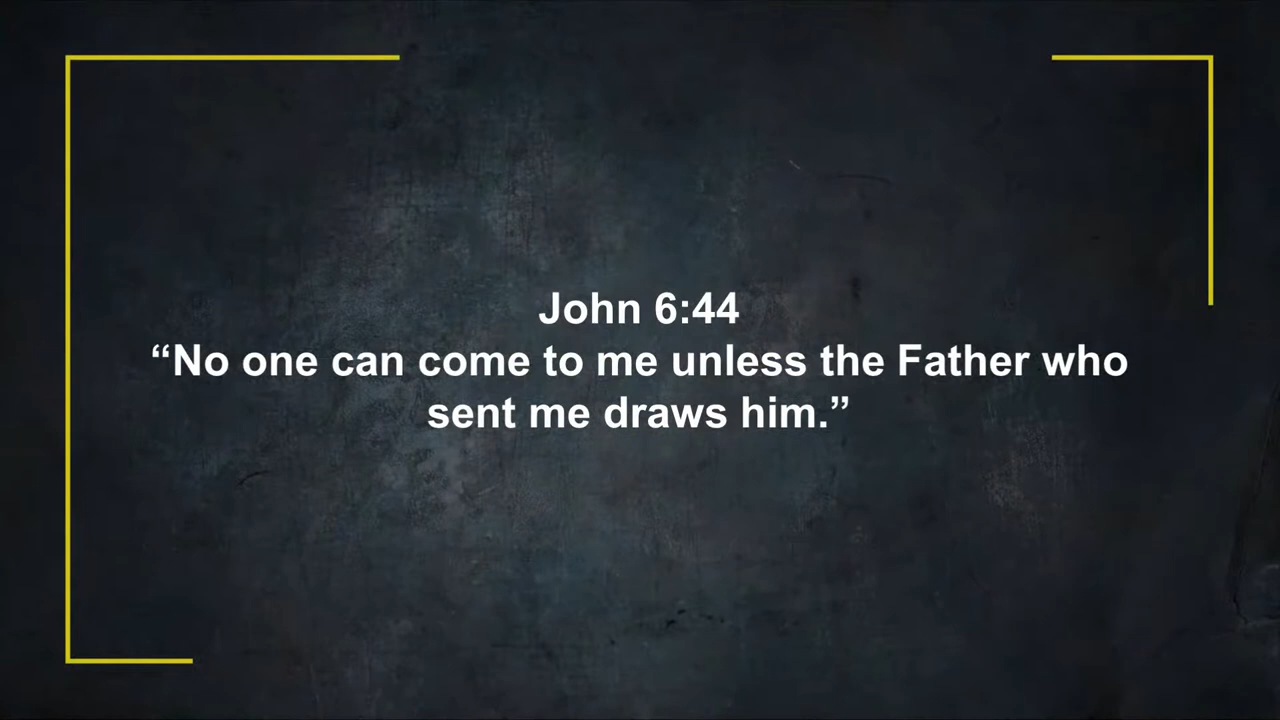 John 6:44
“No one can come to me unless the Father who
sent me draws him.”